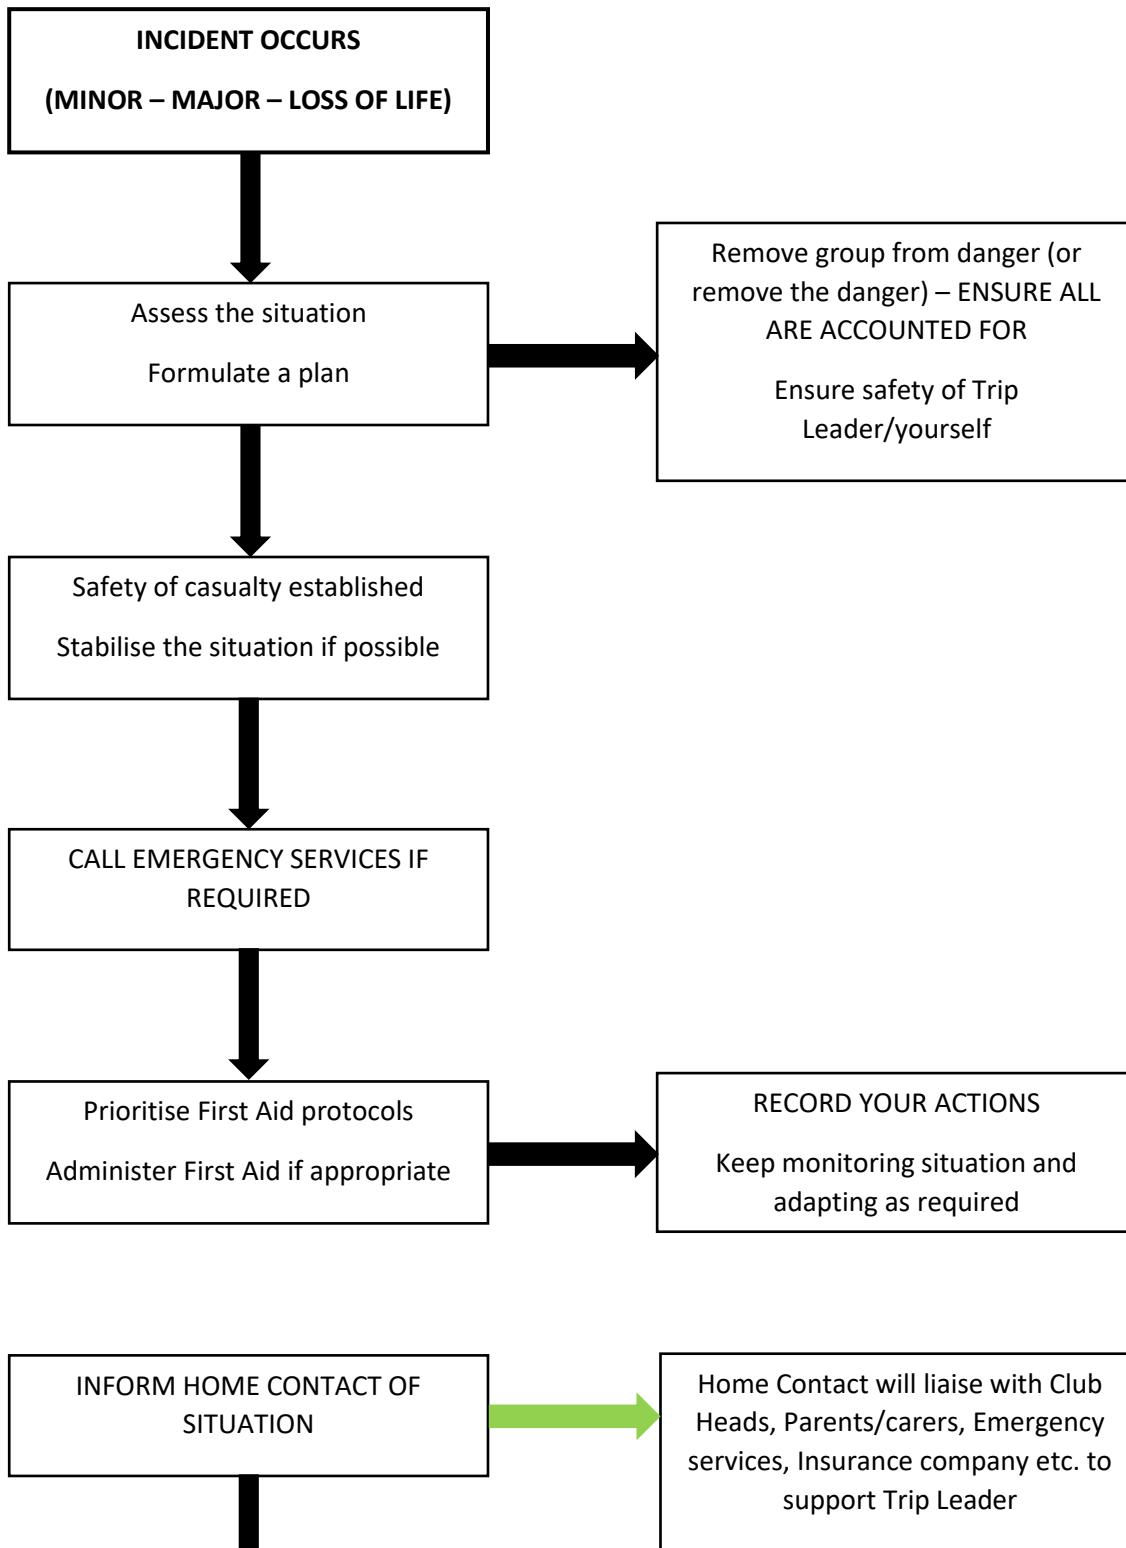 INCIDENT OCCURS
(MINOR – MAJOR – LOSS OF LIFE)
Assess the situation
Formulate a plan
Remove group from danger (or
remove the danger) – ENSURE ALL
ARE ACCOUNTED FOR
Ensure safety of Trip
Leader/yourself
Safety of casualty established
Stabilise the situation if possible
CALL EMERGENCY SERVICES IF
REQUIRED
Prioritise First Aid protocols
Administer First Aid if appropriate
RECORD YOUR ACTIONS
Keep monitoring situation and
adapting as required
INFORM HOME CONTACT OF
SITUATION
Home Contact will liaise with Club
Heads, Parents/carers, Emergency
services, Insurance company etc. to
support Trip Leader